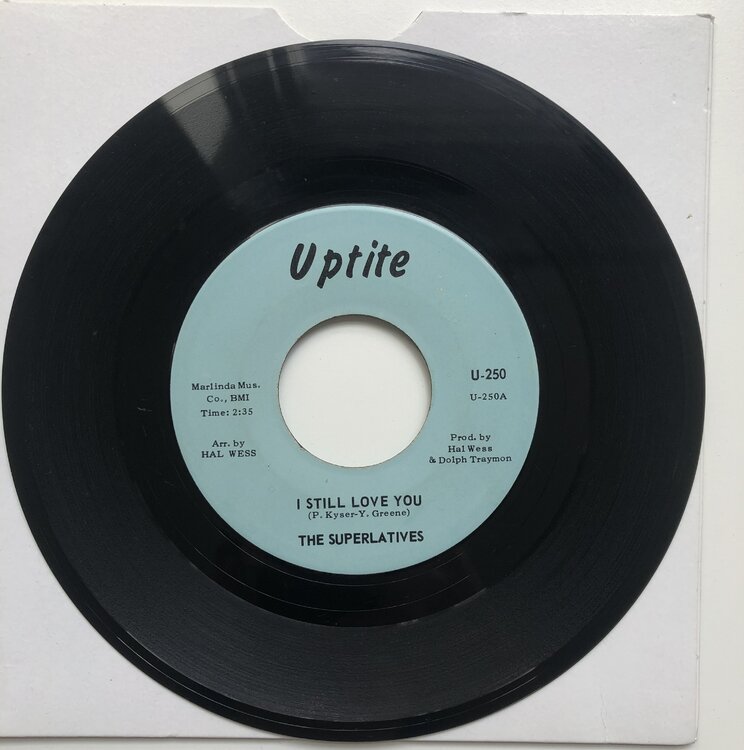 Uptite
Marlinda Mus.
Co., BMI
Time: 2:35
Arr. by
HAL WESS
U-250
U-250A
Prod. by
Hal Wess
& Dolph Traymon
I STILL LOVE YOU
(P. Kyser-Y. Greene)
THE SUPERLATIVES